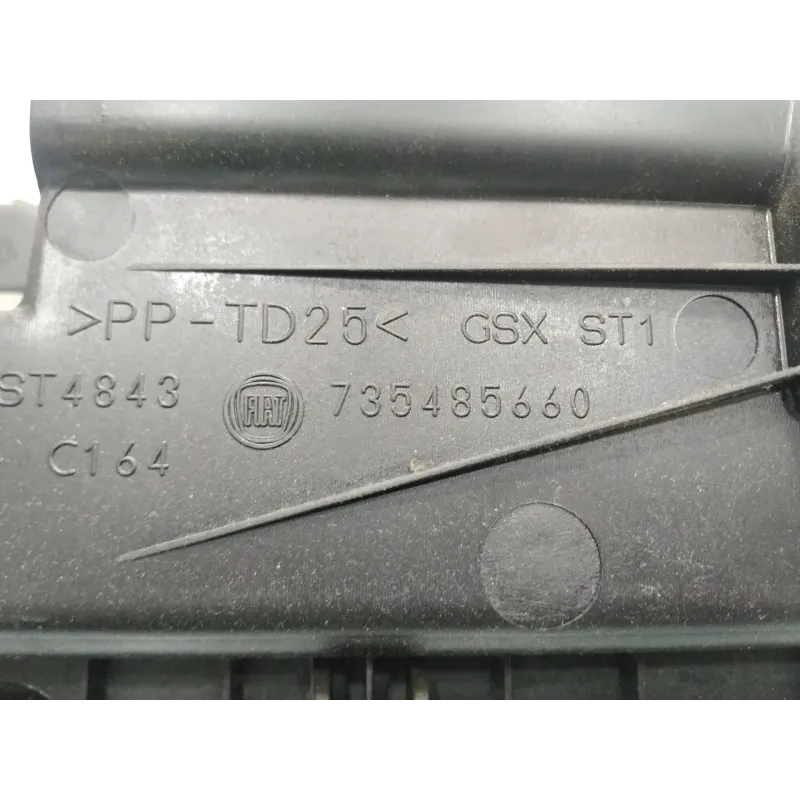 >PP-TD25< GSX ST1
ST4843 FIAT 735485660
C164